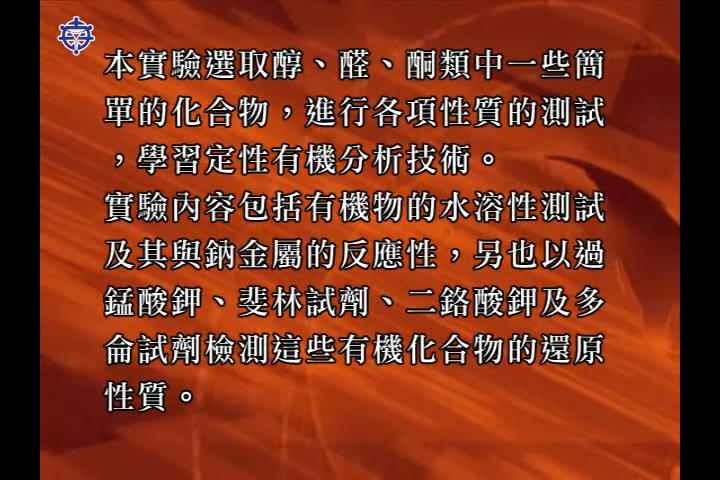 本實驗選取醇、醛、酮類中一些簡
單的化合物，進行各項性質的測試
，學習定性有機分析技術。
實驗內容包括有機物的水溶性測試
及其與鈉金屬的反應性，另也以過
錳酸鉀、斐林試劑、二鉻酸鉀及多
侖試劑檢測這些有機化合物的還原
性質。